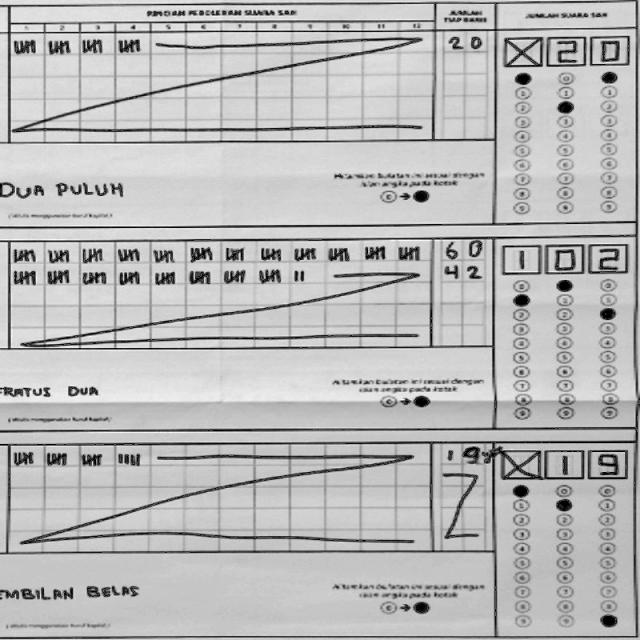 RINCIAN PEROLEHAN SUARA SAH
JUMLAH TIAP BARIS
JUMLAH SUARA SAH
1 2 3 4 5 6 7 8 9 10 11 12
20
X 2 0
DUA PULUH
Hitamkan bulatan ini sesuai dengan
isian angka pada kotak
(ditulis menggunakan huruf kapital)
60
42
1 0 2
Hitamkan bulatan ini sesuai dengan
isian angka pada kotak
ERATUS DUA
(ditulis menggunakan huruf kapital)
19
X 1 9
EMBILAN BELAS
Hitamkan bulatan ini sesuai dengan
isian angka pada kotak
(ditulis menggunakan huruf kapital)